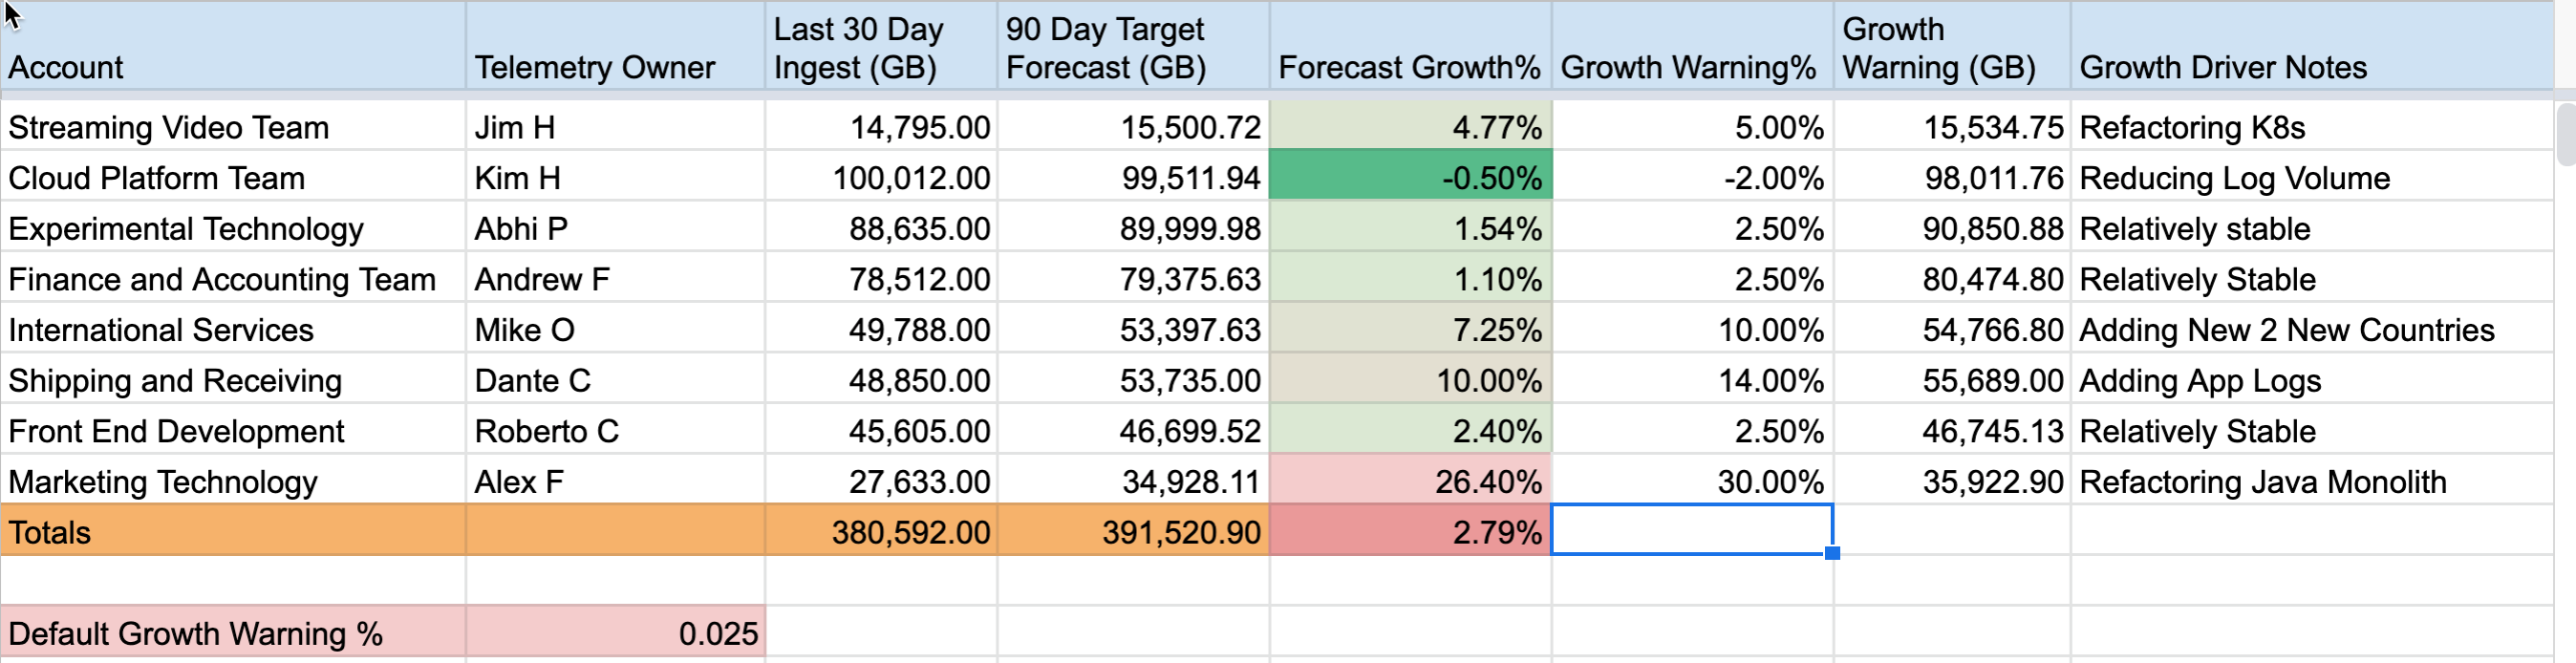 Account Telemetry Owner Last 30 Day Ingest (GB) 90 Day Target Forecast (GB) Forecast Growth% Growth Warning% Growth Warning (GB) Growth Driver Notes
Streaming Video Team Jim H 14,795.00 15,500.72 4.77% 5.00% 15,534.75 Refactoring K8s
Cloud Platform Team Kim H 100,012.00 99,511.94 -0.50% -2.00% 98,011.76 Reducing Log Volume
Experimental Technology Abhi P 88,635.00 89,999.98 1.54% 2.50% 90,850.88 Relatively stable
Finance and Accounting Team Andrew F 78,512.00 79,375.63 1.10% 2.50% 80,474.80 Relatively Stable
International Services Mike O 49,788.00 53,397.63 7.25% 10.00% 54,766.80 Adding New 2 New Countries
Shipping and Receiving Dante C 48,850.00 53,735.00 10.00% 14.00% 55,689.00 Adding App Logs
Front End Development Roberto C 45,605.00 46,699.52 2.40% 2.50% 46,745.13 Relatively Stable
Marketing Technology Alex F 27,633.00 34,928.11 26.40% 30.00% 35,922.90 Refactoring Java Monolith
Totals 380,592.00 391,520.90 2.79%
Default Growth Warning % 0.025